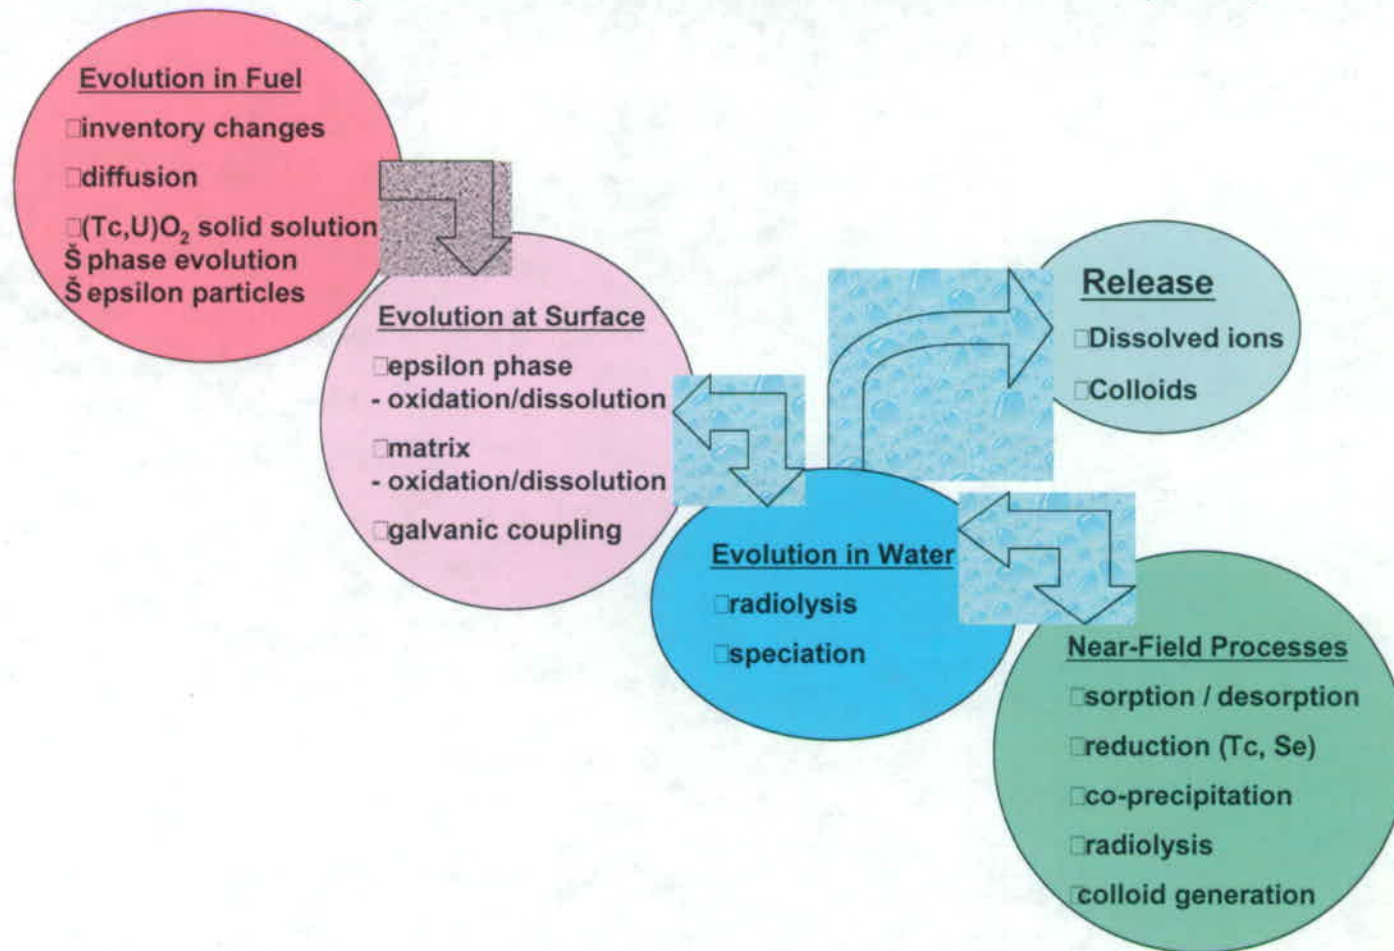 Evolution in Fuel
□inventory changes
□diffusion
□(Tc,U)O₂ solid solution
Š phase evolution
Š epsilon particles
Evolution at Surface
□epsilon phase
- oxidation/dissolution
□matrix
- oxidation/dissolution
□galvanic coupling
Release
□Dissolved ions
□Colloids
Evolution in Water
□radiolysis
□speciation
Near-Field Processes
□sorption / desorption
□reduction (Tc, Se)
□co-precipitation
□radiolysis
□colloid generation